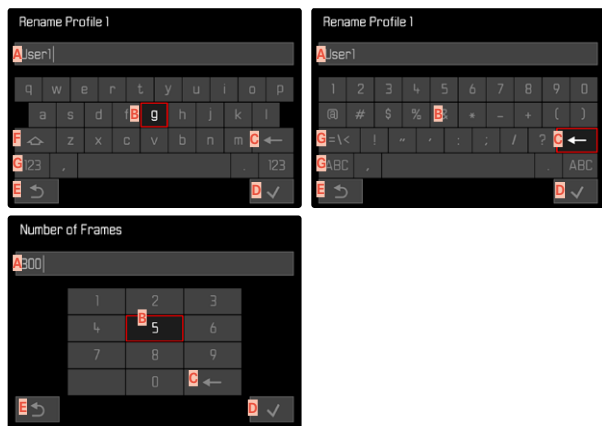 Rename Profile 1
A User1
q w e r t y u i o p
a s d f B g h j k l
F z x c v b n m C
G 123 , . 123
E D
Rename Profile 1
A User1
1 2 3 4 5 6 7 8 9 0
@ # $ % B & * - + ( )
G =\< ! " ' : ; / ? C
G ABC , . ABC
E D
Number of Frames
A 300
1 2 3
B
4 5 6
7 8 9
0 C
E D